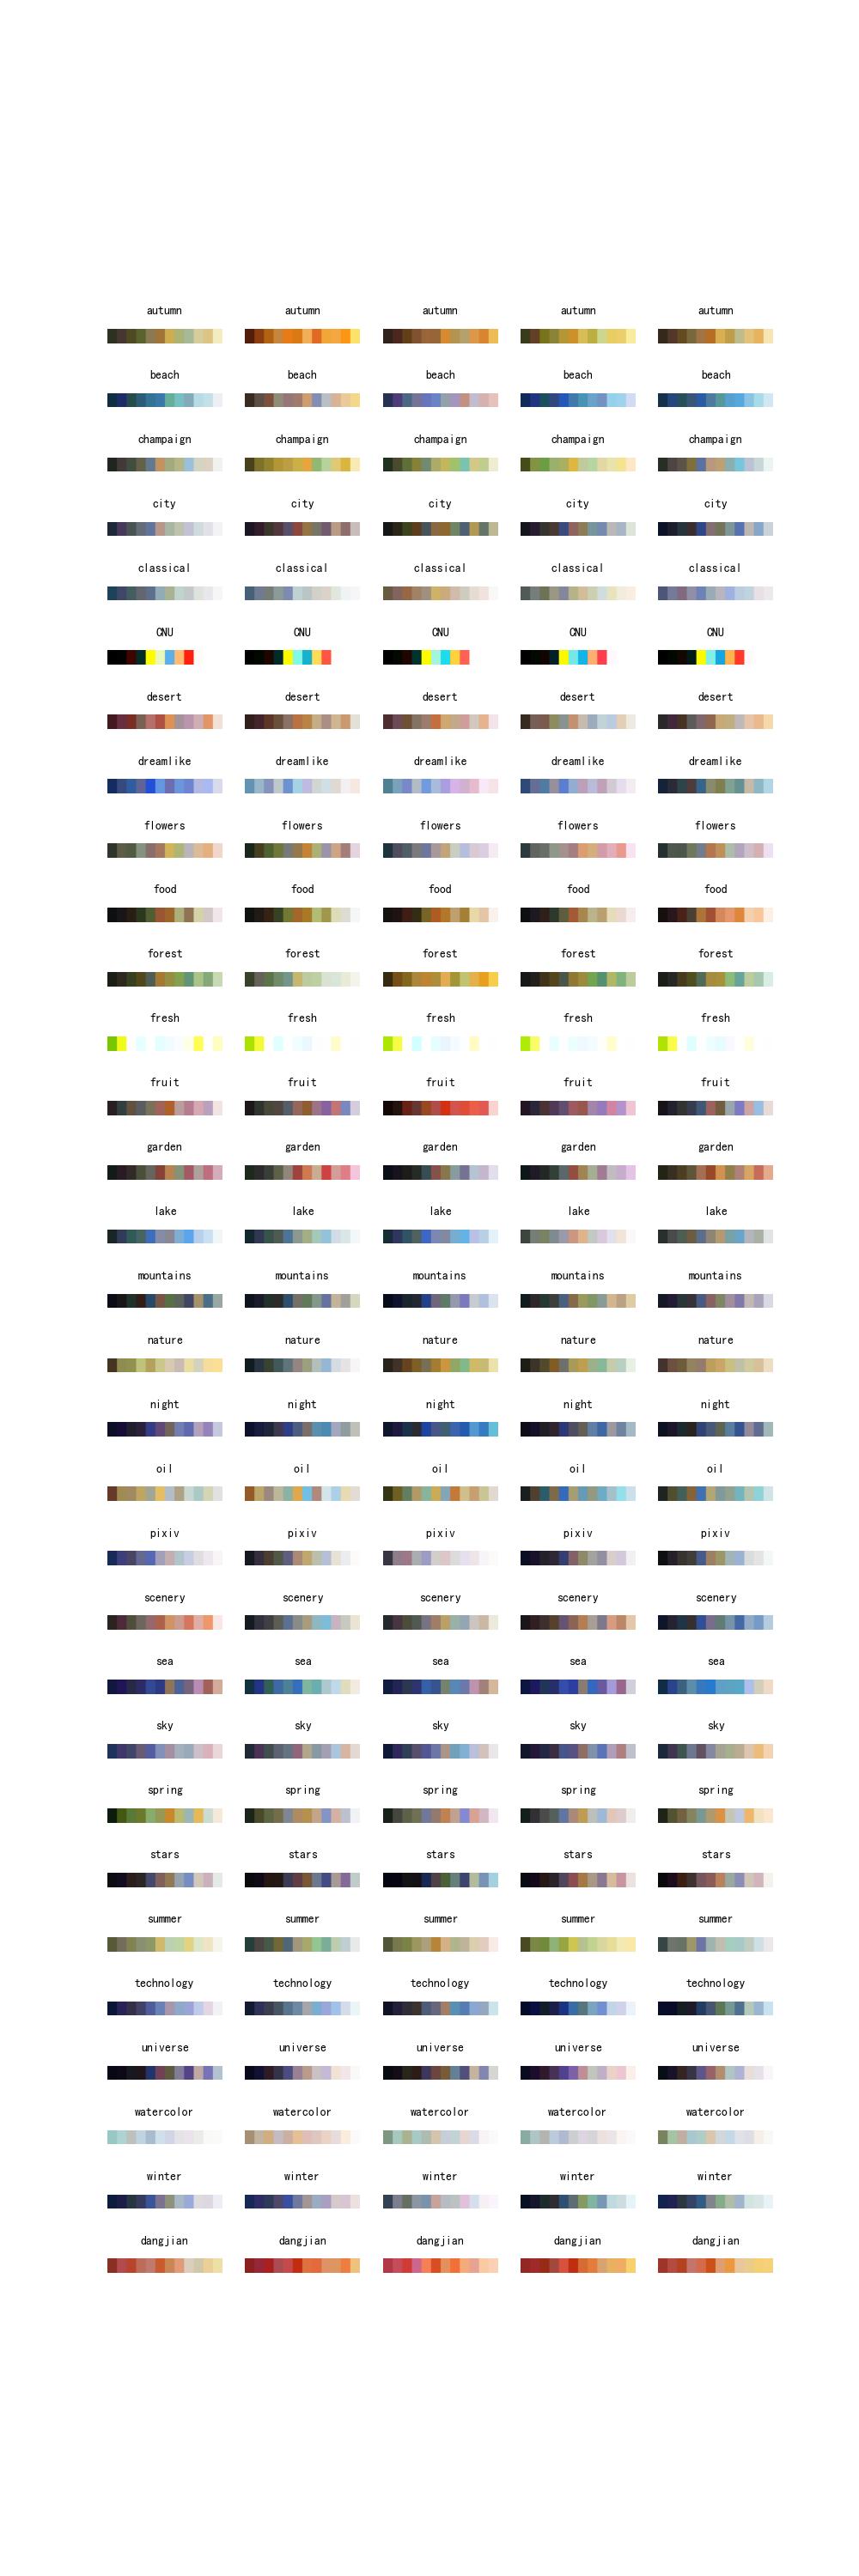 autumn autumn autumn autumn autumn
beach beach beach beach beach
champaign champaign champaign champaign champaign
city city city city city
classical classical classical classical classical
CNU CNU CNU CNU CNU
desert desert desert desert desert
dreamlike dreamlike dreamlike dreamlike dreamlike
flowers flowers flowers flowers flowers
food food food food food
forest forest forest forest forest
fresh fresh fresh fresh fresh
fruit fruit fruit fruit fruit
garden garden garden garden garden
lake lake lake lake lake
mountains mountains mountains mountains mountains
nature nature nature nature nature
night night night night night
oil oil oil oil oil
pixiv pixiv pixiv pixiv pixiv
scenery scenery scenery scenery scenery
sea sea sea sea sea
sky sky sky sky sky
spring spring spring spring spring
stars stars stars stars stars
summer summer summer summer summer
technology technology technology technology technology
universe universe universe universe universe
watercolor watercolor watercolor watercolor watercolor
winter winter winter winter winter
dangjian dangjian dangjian dangjian dangjian